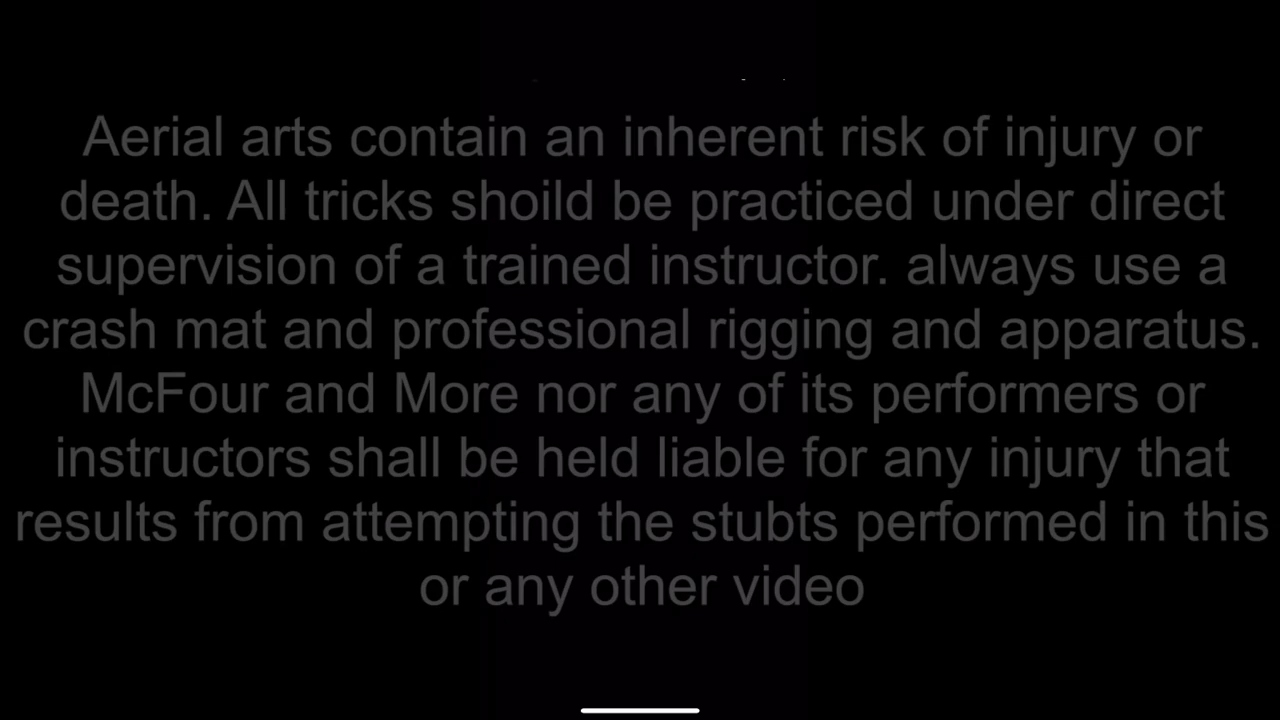 Aerial arts contain an inherent risk of injury or
death. All tricks shoild be practiced under direct
supervision of a trained instructor. always use a
crash mat and professional rigging and apparatus.
McFour and More nor any of its performers or
instructors shall be held liable for any injury that
results from attempting the stubts performed in this
or any other video